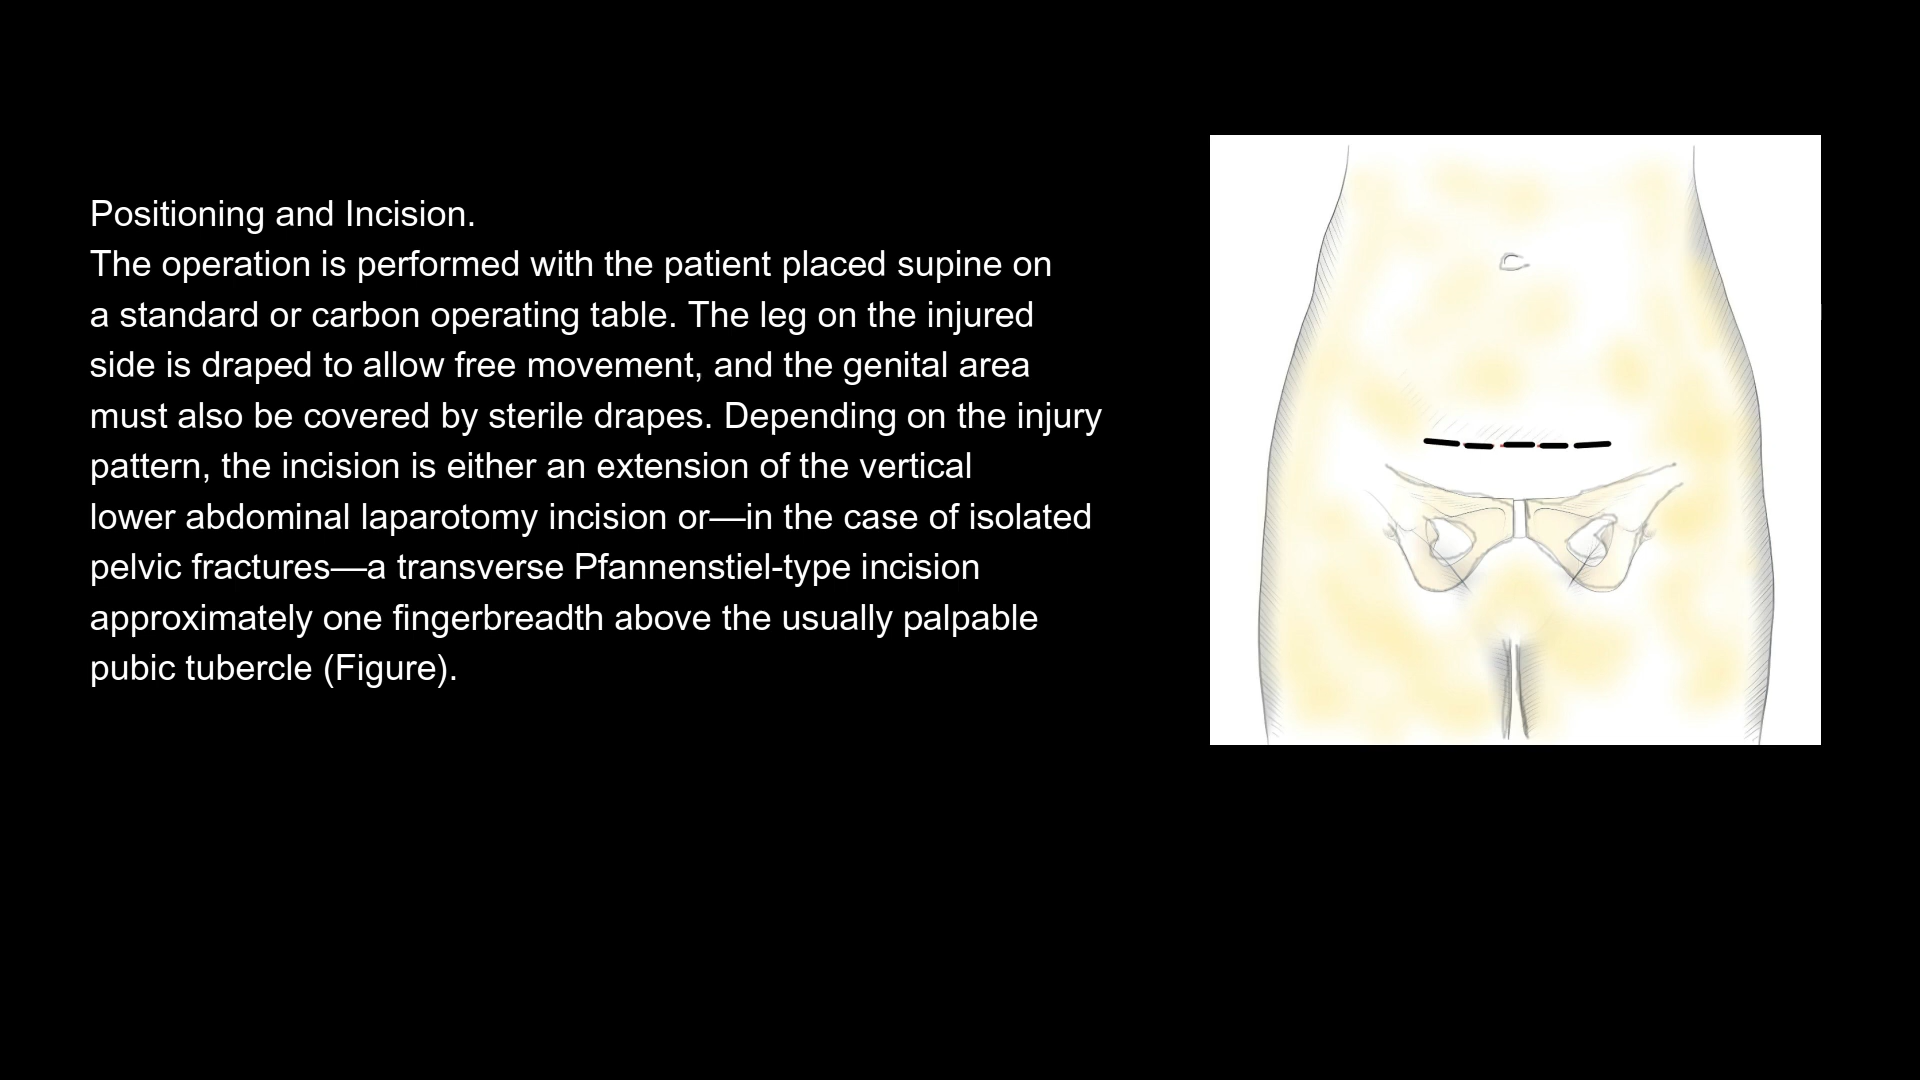 Positioning and Incision.
The operation is performed with the patient placed supine on
a standard or carbon operating table. The leg on the injured
side is draped to allow free movement, and the genital area
must also be covered by sterile drapes. Depending on the injury
pattern, the incision is either an extension of the vertical
lower abdominal laparotomy incision or—in the case of isolated
pelvic fractures—a transverse Pfannenstiel-type incision
approximately one fingerbreadth above the usually palpable
pubic tubercle (Figure).